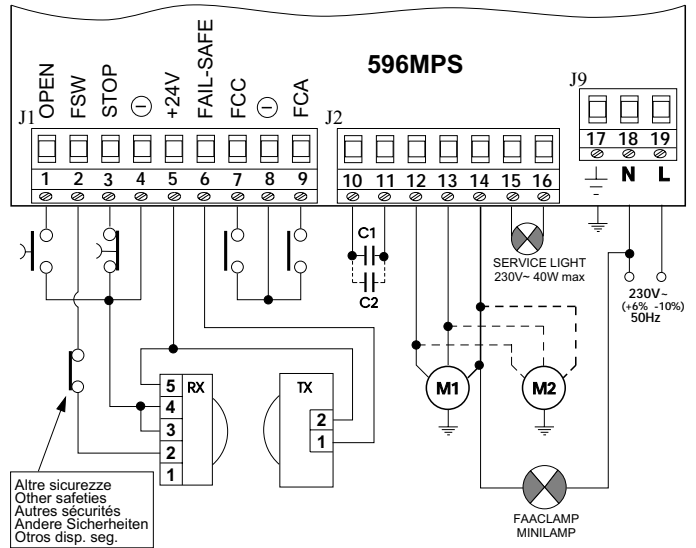 596MPS
J1
OPEN
FSW
STOP
-
+24V
FAIL-SAFE
FCC
-
FCA
J2
J9
1 2 3 4 5 6 7 8 9
10 11 12 13 14 15 16
17 18 19
N L
C1
C2
SERVICE LIGHT
230V~ 40W max
230V~
(+6% -10%)
50Hz
5 RX
4
3
2
1
TX
2
1
M1
M2
Altre sicurezze
Other safeties
Autres sécurités
Andere Sicherheiten
Otros disp. seg.
FAACLAMP
MINILAMP